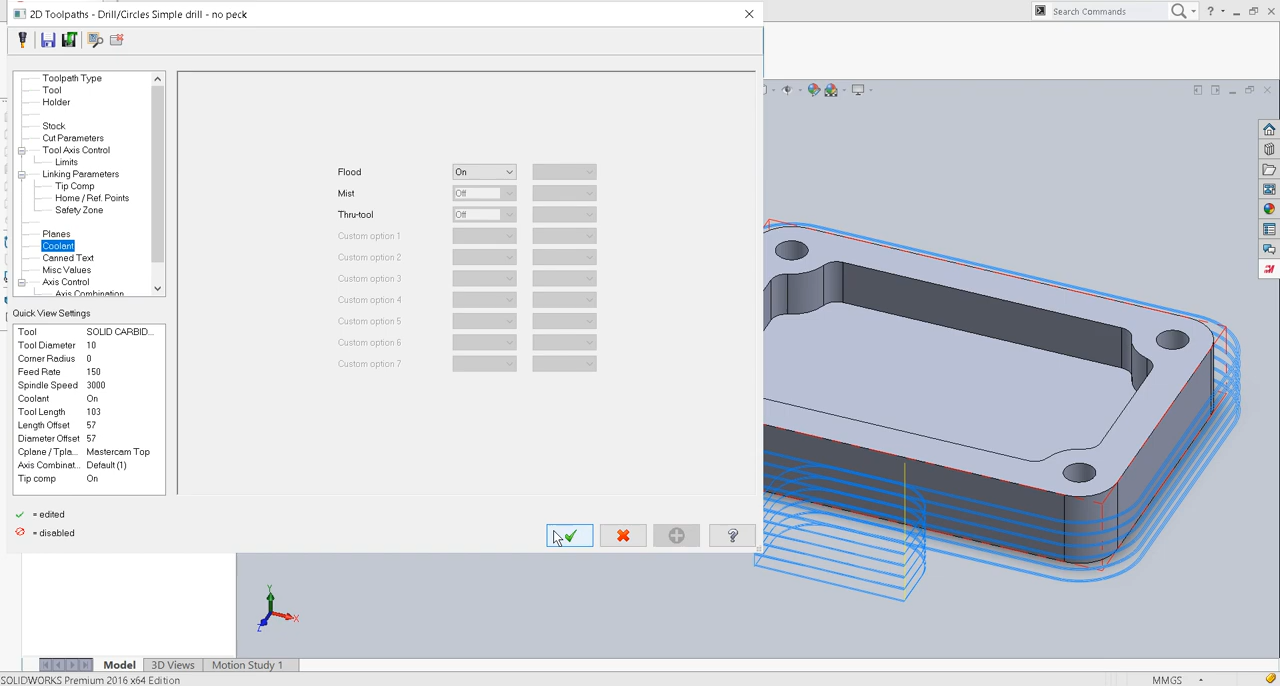 2D Toolpaths - Drill/Circles Simple drill - no peck
Search Commands
Toolpath Type
Tool
Holder
Stock
Cut Parameters
Tool Axis Control
Limits
Linking Parameters
Tip Comp
Home / Ref. Points
Safety Zone
Planes
Coolant
Canned Text
Misc Values
Axis Control
Axis Combination
Flood On
Mist Off
Thru-tool Off
Custom option 1
Custom option 2
Custom option 3
Custom option 4
Custom option 5
Custom option 6
Custom option 7
Quick View Settings
Tool SOLID CARBID...
Tool Diameter 10
Corner Radius 0
Feed Rate 150
Spindle Speed 3000
Coolant On
Tool Length 103
Length Offset 57
Diameter Offset 57
Cplane / Tpla... Mastercam Top
Axis Combinat... Default (1)
Tip comp On
= edited
= disabled
Y
X
Z
Model 3D Views Motion Study 1
SOLIDWORKS Premium 2016 x64 Edition MMGS